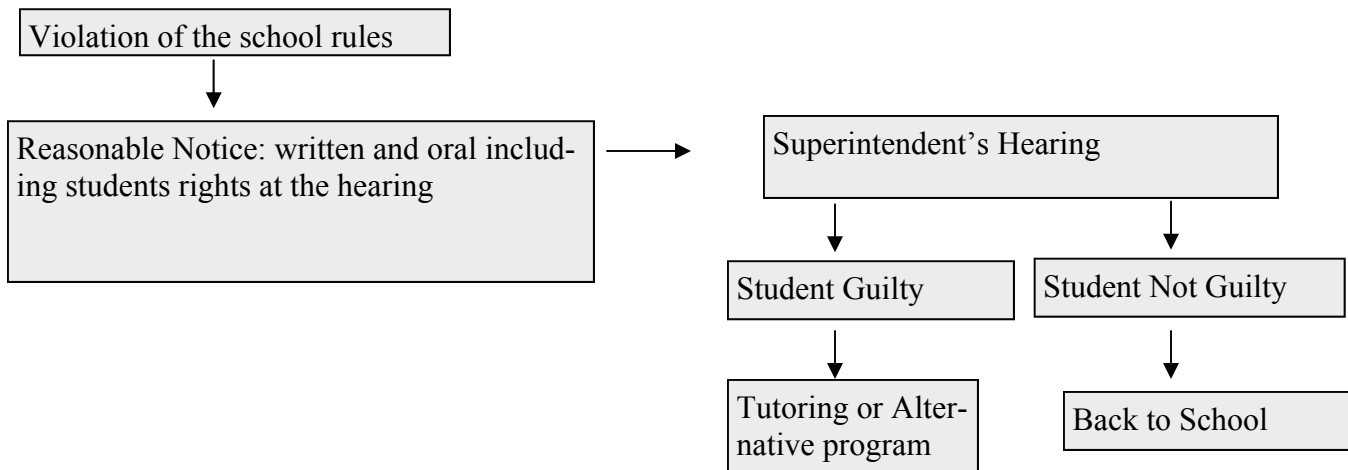 Violation of the school rules
Reasonable Notice: written and oral includ-
ing students rights at the hearing
Superintendent’s Hearing
Student Guilty
Student Not Guilty
Tutoring or Alter-
native program
Back to School